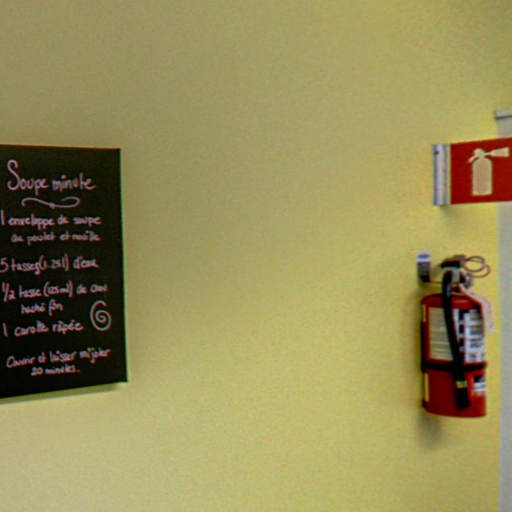 Soupe minute
1 enveloppe de soupe
au poulet et nouille
5 tasses (1.25 l) d'eau
1/2 tasse (125 ml) de chou
haché fin
1 carotte râpée
Couvrir et laisser mijoter
20 minutes.